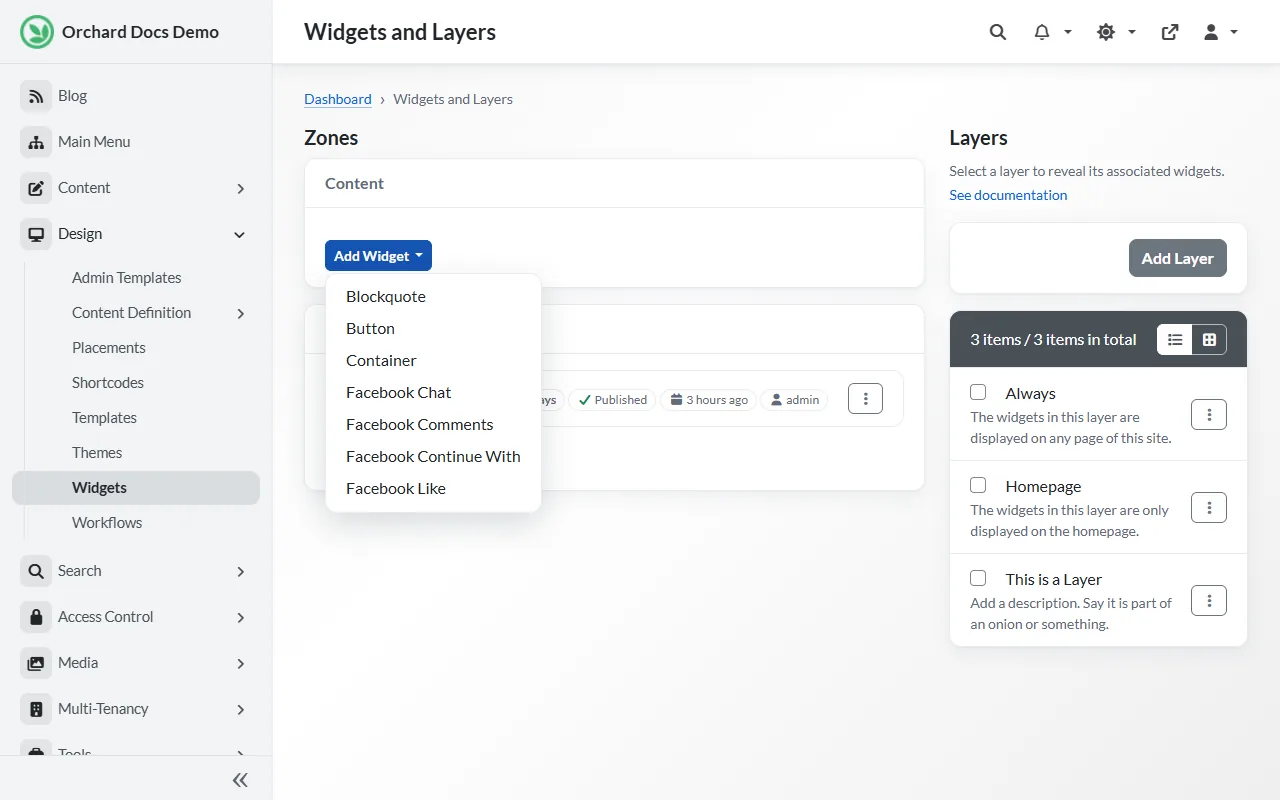 Orchard Docs Demo
Widgets and Layers
Blog
Main Menu
Content
Design
Admin Templates
Content Definition
Placements
Shortcodes
Templates
Themes
Widgets
Workflows
Search
Access Control
Media
Multi-Tenancy
Tools
Dashboard › Widgets and Layers
Zones
Content
Add Widget
Blockquote
Button
Container
Facebook Chat
Facebook Comments
Facebook Continue With
Facebook Like
Published
3 hours ago
admin
Layers
Select a layer to reveal its associated widgets.
See documentation
Add Layer
3 items / 3 items in total
Always
The widgets in this layer are
displayed on any page of this site.
Homepage
The widgets in this layer are only
displayed on the homepage.
This is a Layer
Add a description. Say it is part of
an onion or something.